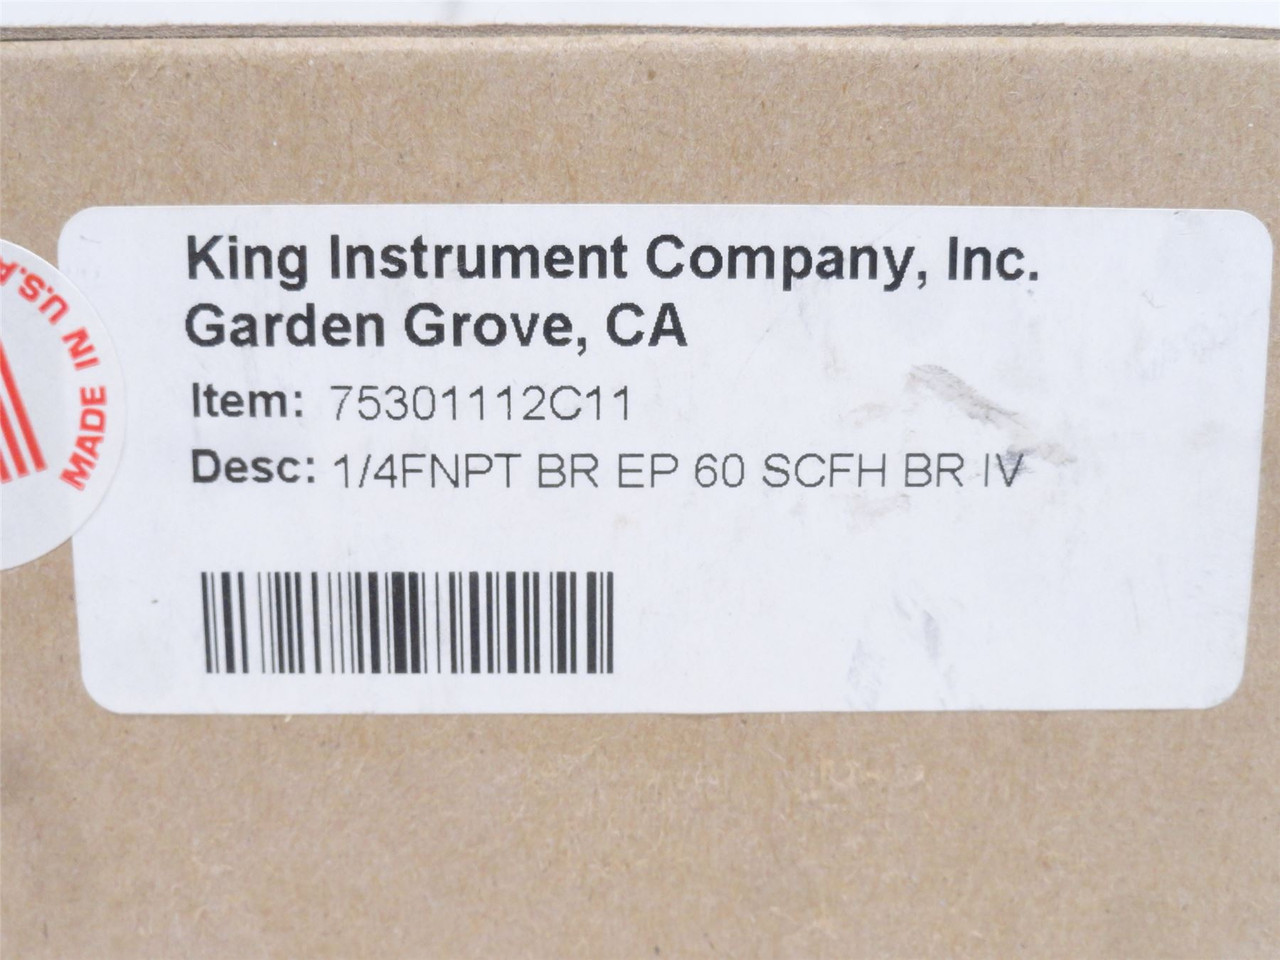 King Instrument Company, Inc.
Garden Grove, CA
Item: 75301112C11
Desc: 1/4FNPT BR EP 60 SCFH BR IV
MADE IN U.S.A